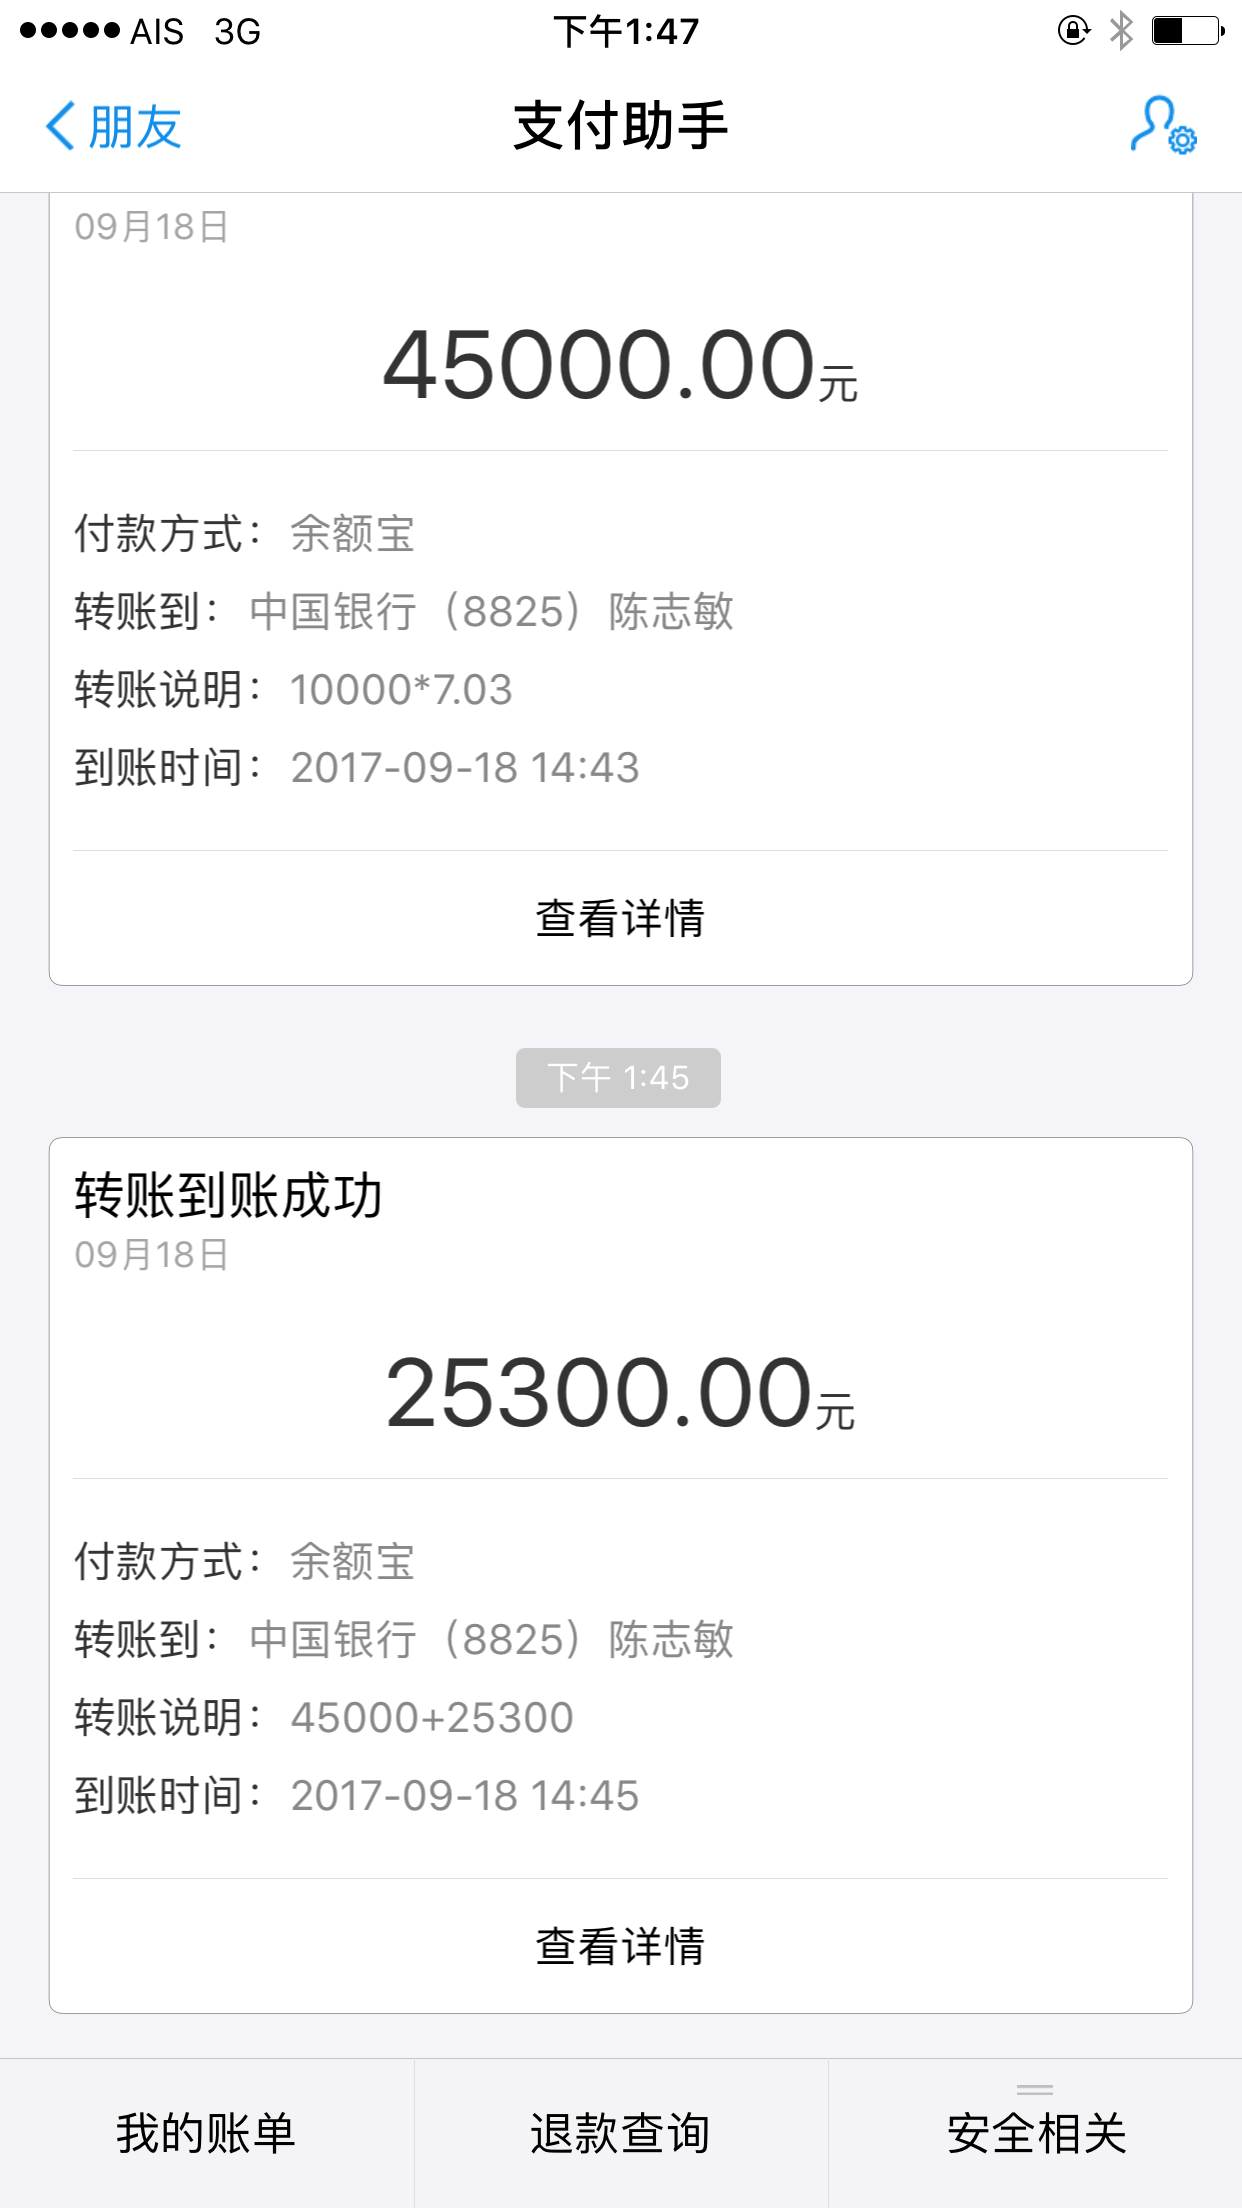 AIS 3G 下午1:47
朋友 支付助手
09月18日
45000.00元
付款方式： 余额宝
转账到： 中国银行（8825）陈志敏
转账说明： 10000*7.03
到账时间： 2017-09-18 14:43
查看详情
下午 1:45
转账到账成功
09月18日
25300.00元
付款方式： 余额宝
转账到： 中国银行（8825）陈志敏
转账说明： 45000+25300
到账时间： 2017-09-18 14:45
查看详情
我的账单 退款查询 安全相关